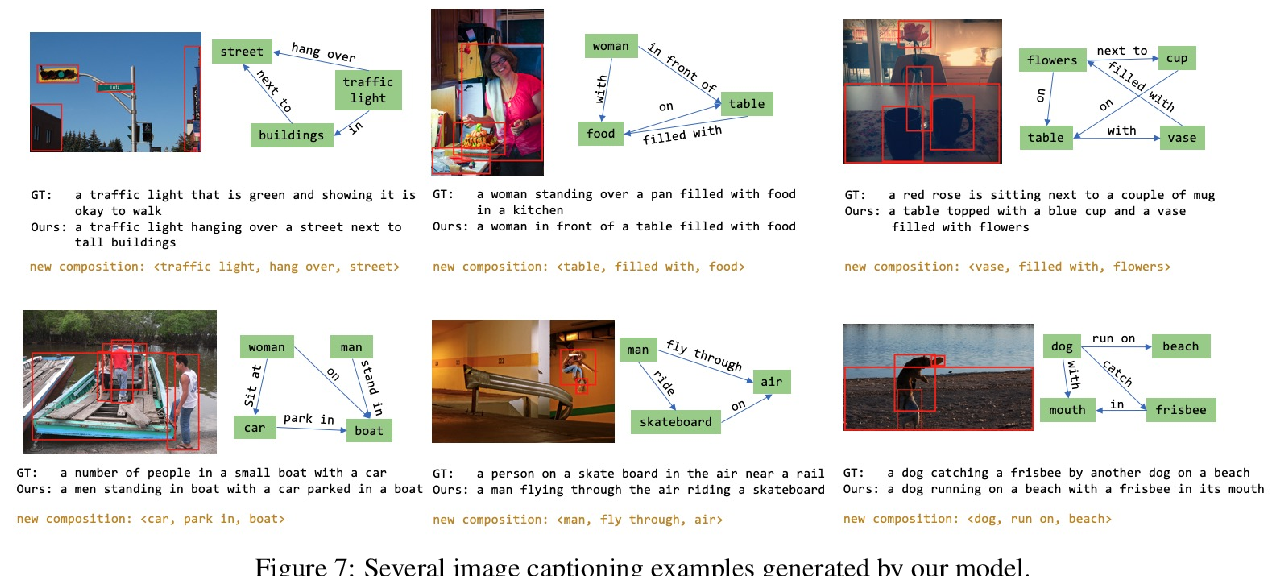 street
hang over
traffic
light
next to
in
buildings
GT: a traffic light that is green and showing it is
okay to walk
Ours: a traffic light hanging over a street next to
tall buildings
new composition: <traffic light, hang over, street>
woman
in front of
with
on
table
food
filled with
GT: a woman standing over a pan filled with food
in a kitchen
Ours: a woman in front of a table filled with food
new composition: <table, filled with, food>
flowers
next to
cup
filled with
on
on
table
with
vase
GT: a red rose is sitting next to a couple of mug
Ours: a table topped with a blue cup and a vase
filled with flowers
new composition: <vase, filled with, flowers>
woman
man
Sit at
on
stand in
car
park in
boat
GT: a number of people in a small boat with a car
Ours: a men standing in boat with a car parked in a boat
new composition: <car, park in, boat>
man
fly through
ride
air
skateboard
on
GT: a person on a skate board in the air near a rail
Ours: a man flying through the air riding a skateboard
new composition: <man, fly through, air>
dog
run on
beach
with
catch
mouth
in
frisbee
GT: a dog catching a frisbee by another dog on a beach
Ours: a dog running on a beach with a frisbee in its mouth
new composition: <dog, run on, beach>
Figure 7: Several image captioning examples generated by our model.